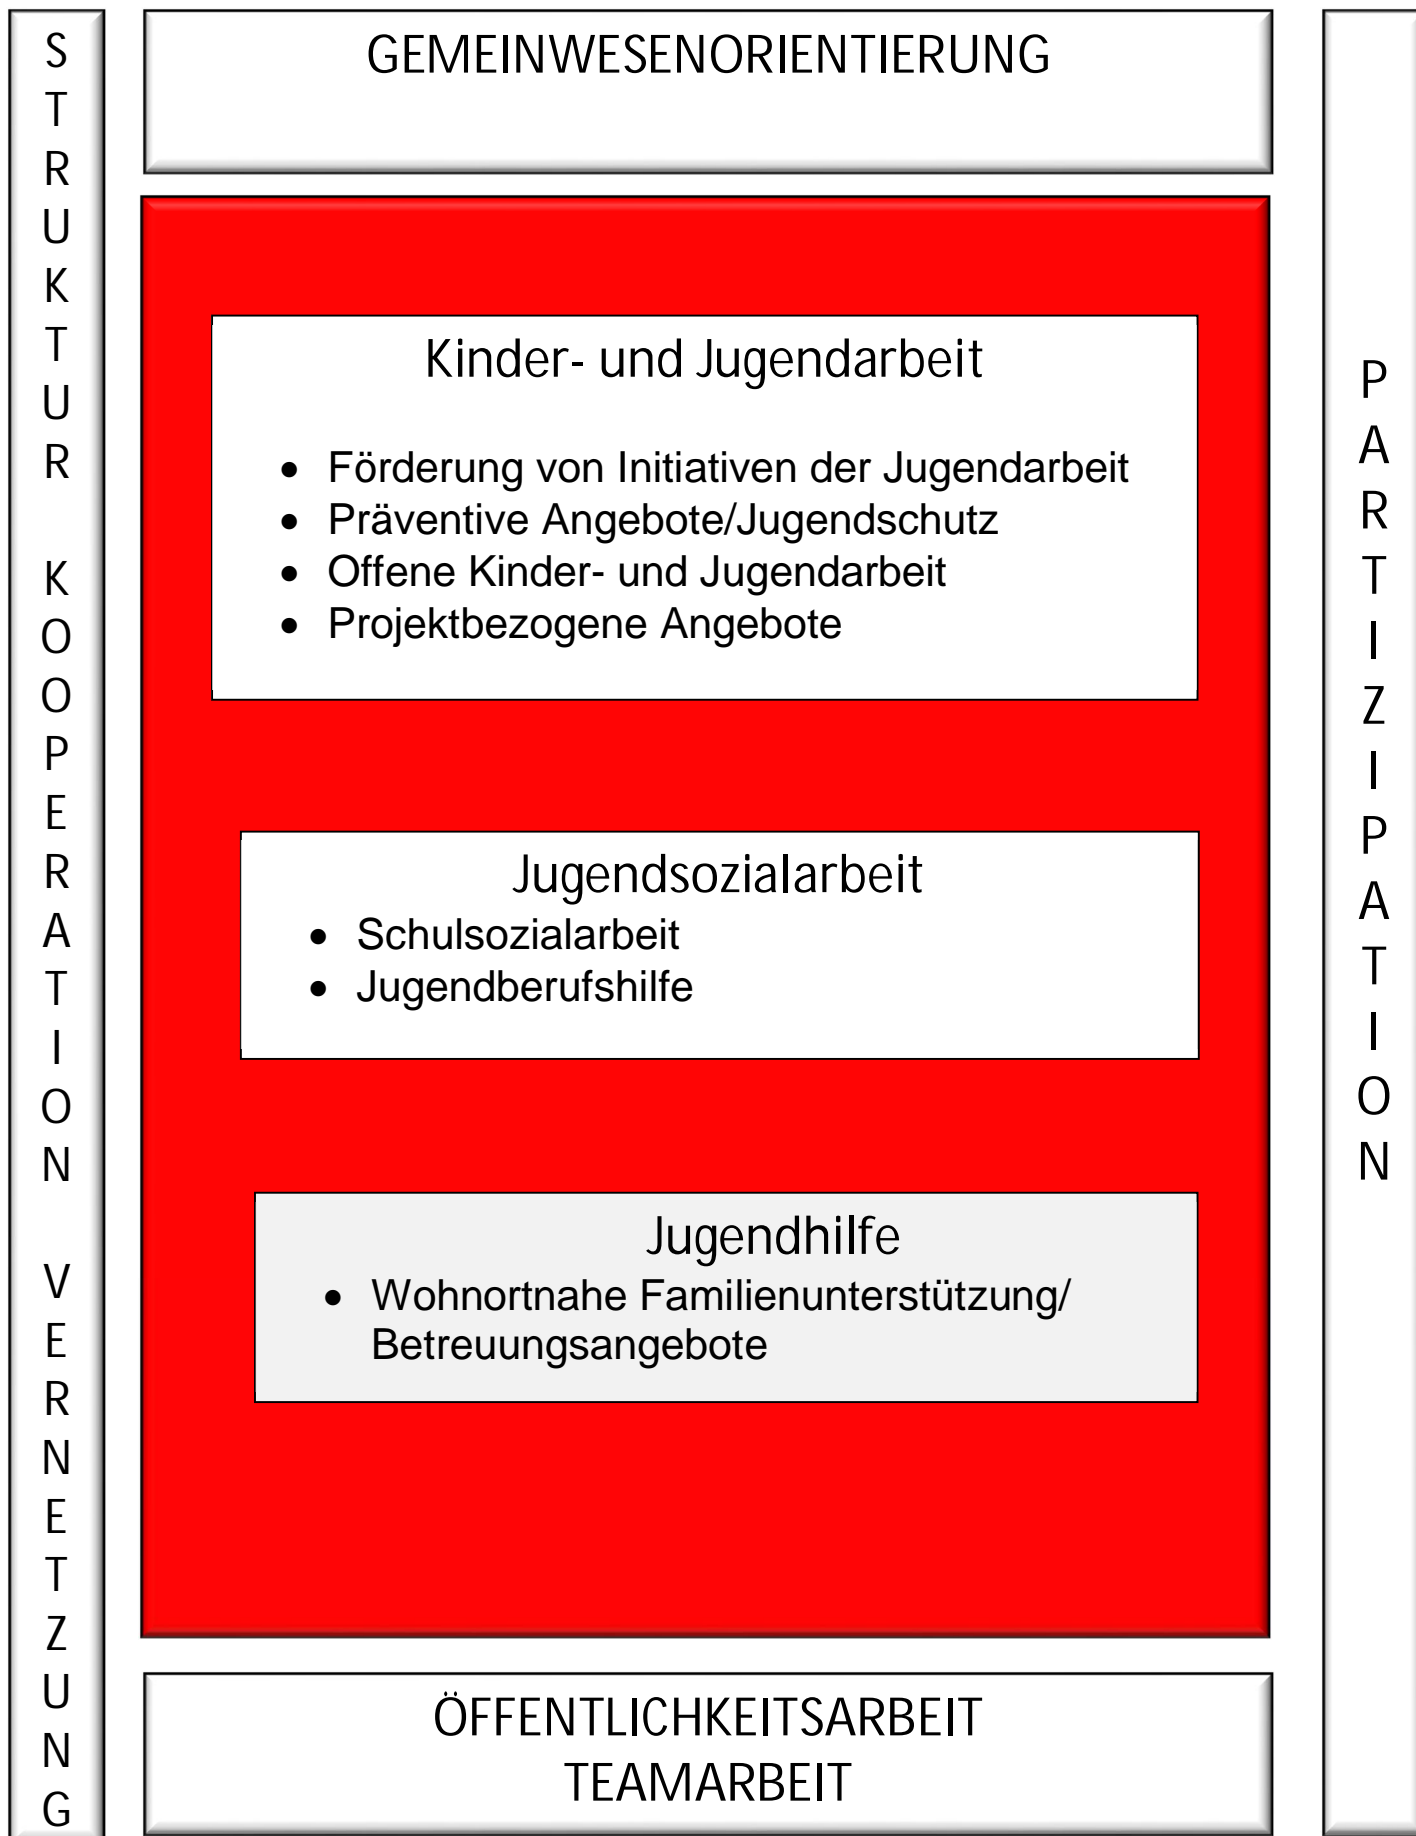 STRUKTUR KOOPERATION VERNETZUNG
GEMEINWESENORIENTIERUNG
Kinder- und Jugendarbeit
• Förderung von Initiativen der Jugendarbeit
• Präventive Angebote/Jugendschutz
• Offene Kinder- und Jugendarbeit
• Projektbezogene Angebote
Jugendsozialarbeit
• Schulsozialarbeit
• Jugendberufshilfe
Jugendhilfe
• Wohnortnahe Familienunterstützung/
Betreuungsangebote
ÖFFENTLICHKEITSARBEIT
TEAMARBEIT
PARTIZIPATION